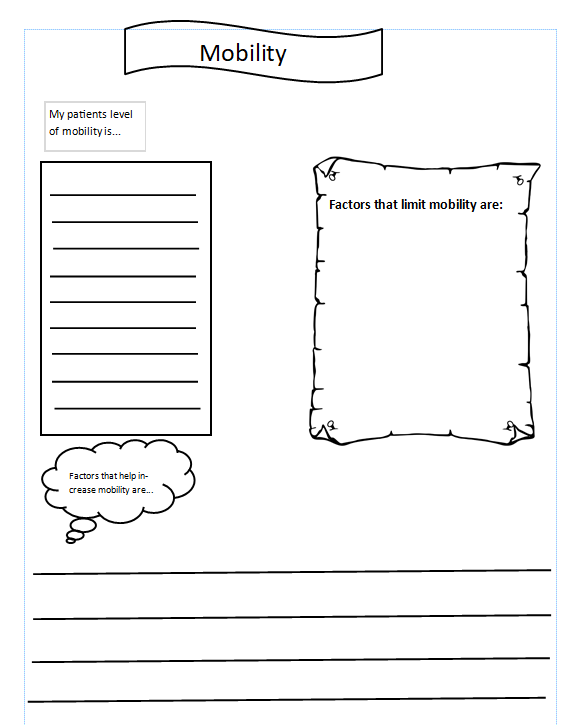 Mobility
My patients level
of mobility is...
Factors that limit mobility are:
Factors that help in-
crease mobility are...